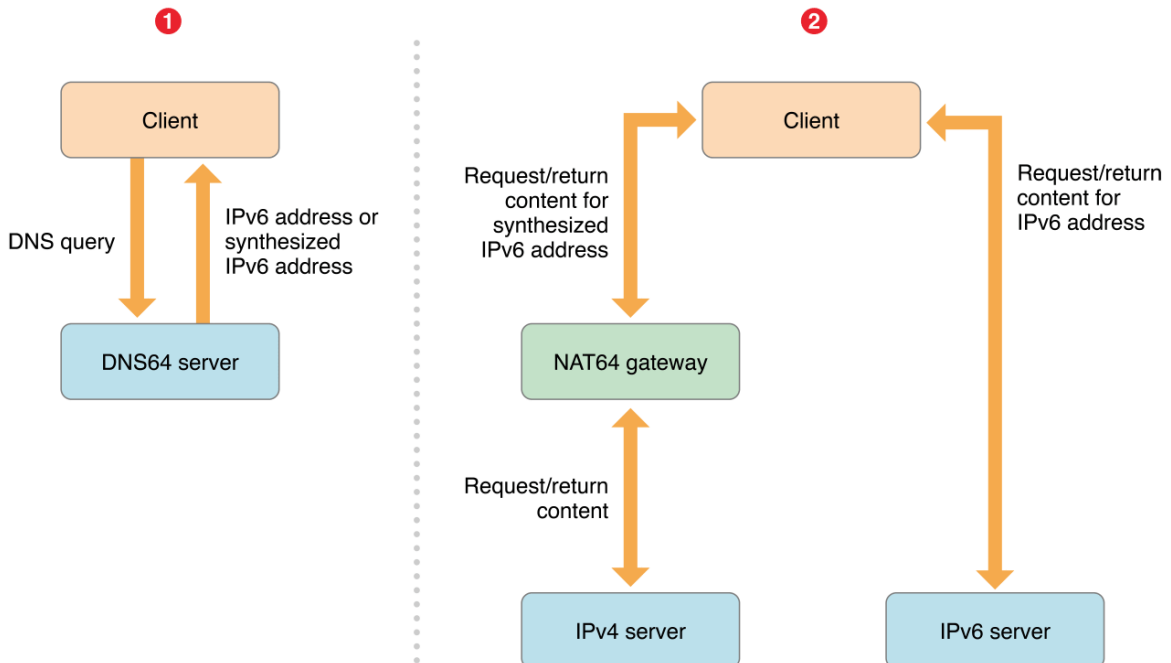 1
2
Client
DNS query
IPv6 address or
synthesized
IPv6 address
DNS64 server
Client
Request/return
content for
synthesized
IPv6 address
Request/return
content for
IPv6 address
NAT64 gateway
Request/return
content
IPv4 server
IPv6 server